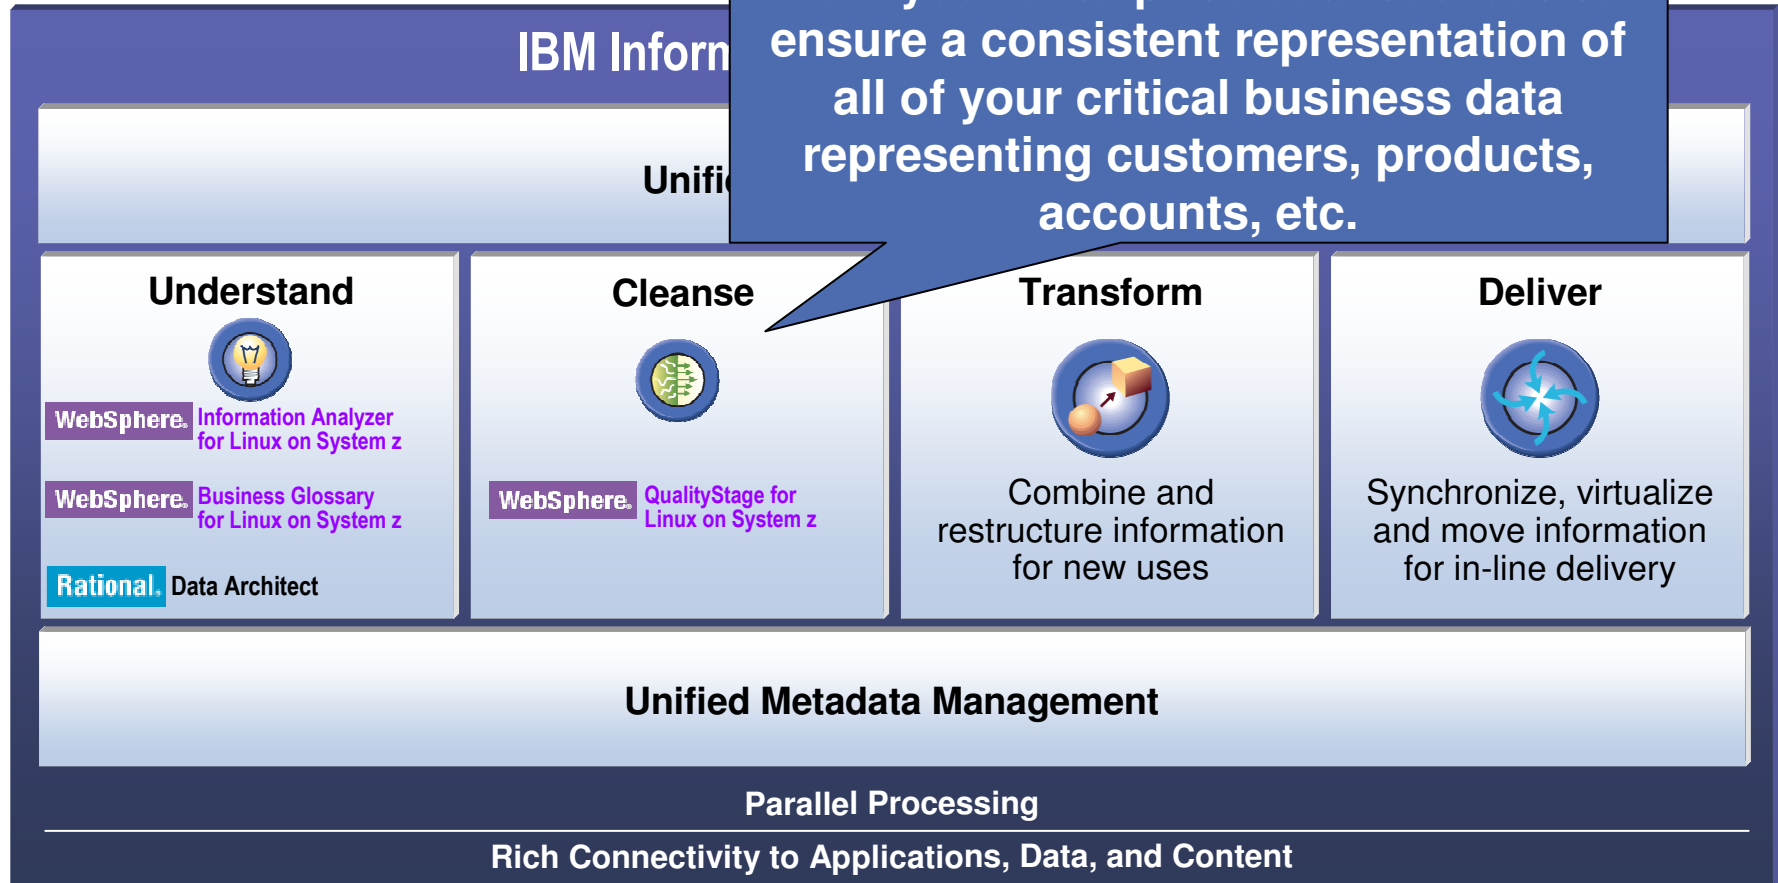 IBM Inform
ensure a consistent representation of
all of your critical business data
representing customers, products,
accounts, etc.
Unifi
Understand
WebSphere. Information Analyzer
for Linux on System z
WebSphere. Business Glossary
for Linux on System z
Rational. Data Architect
Cleanse
WebSphere. QualityStage for
Linux on System z
Transform
Combine and
restructure information
for new uses
Deliver
Synchronize, virtualize
and move information
for in-line delivery
Unified Metadata Management
Parallel Processing
Rich Connectivity to Applications, Data, and Content